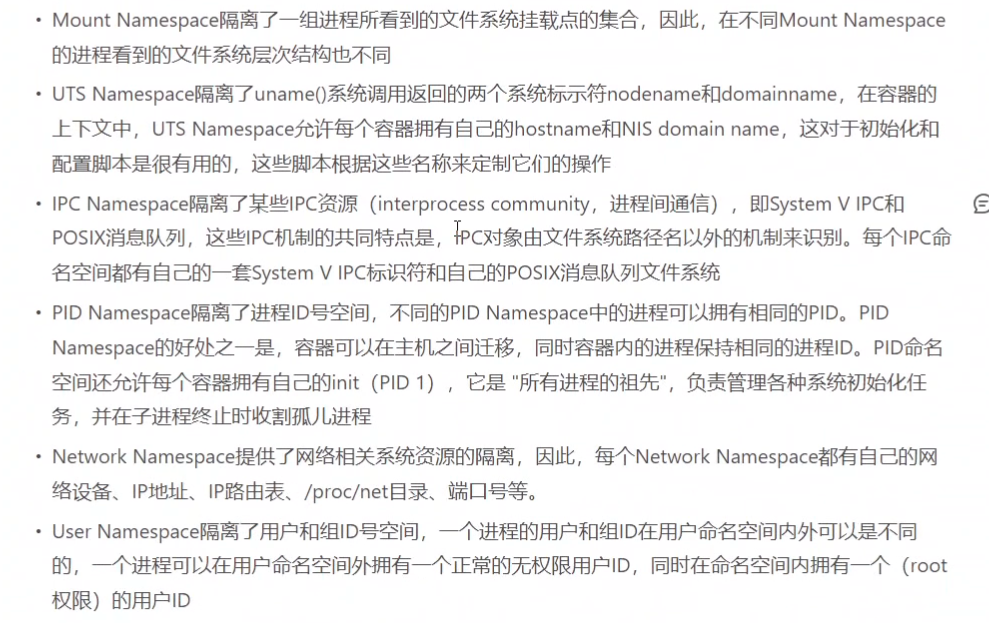 • Mount Namespace隔离了一组进程所看到的文件系统挂载点的集合，因此，在不同Mount Namespace
的进程看到的文件系统层次结构也不同
• UTS Namespace隔离了uname()系统调用返回的两个系统标示符nodename和domainname，在容器的
上下文中，UTS Namespace允许每个容器拥有自己的hostname和NIS domain name，这对于初始化和
配置脚本是很有用的，这些脚本根据这些名称来定制它们的操作
• IPC Namespace隔离了某些IPC资源（interprocess community，进程间通信），即System V IPC和
POSIX消息队列，这些IPC机制的共同特点是，IPC对象由文件系统路径名以外的机制来识别。每个IPC命
名空间都有自己的一套System V IPC标识符和自己的POSIX消息队列文件系统
• PID Namespace隔离了进程ID号空间，不同的PID Namespace中的进程可以拥有相同的PID。PID
Namespace的好处之一是，容器可以在主机之间迁移，同时容器内的进程保持相同的进程ID。PID命名
空间还允许每个容器拥有自己的init（PID 1），它是 "所有进程的祖先"，负责管理各种系统初始化任
务，并在子进程终止时收割孤儿进程
• Network Namespace提供了网络相关系统资源的隔离，因此，每个Network Namespace都有自己的网
络设备、IP地址、IP路由表、/proc/net目录、端口号等。
• User Namespace隔离了用户和组ID号空间，一个进程的用户和组ID在用户命名空间内外可以是不同
的，一个进程可以在用户命名空间外拥有一个正常的无权限用户ID，同时在命名空间内拥有一个（root
权限）的用户ID